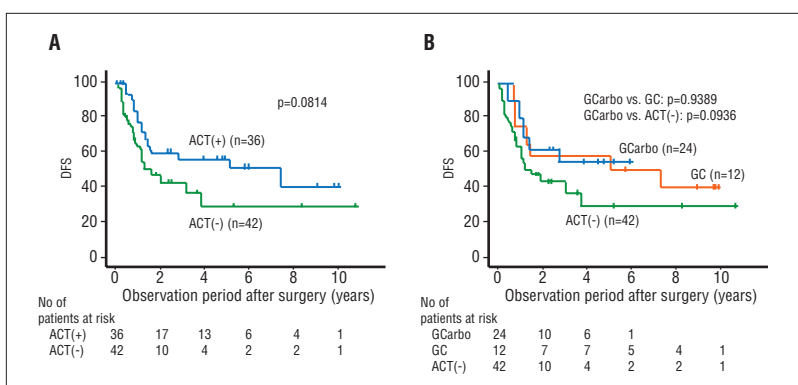 A
100
80
60
40
20
0
DFS
p=0.0814
ACT(+) (n=36)
ACT(-) (n=42)
0 2 4 6 8 10
Observation period after surgery (years)
No of
patients at risk
ACT(+) 36 17 13 6 4 1
ACT(-) 42 10 4 2 2 1
B
100
80
60
40
20
0
DFS
GCarbo vs. GC: p=0.9389
GCarbo vs. ACT(-): p=0.0936
GCarbo (n=24)
GC (n=12)
ACT(-) (n=42)
0 2 4 6 8 10
Observation period after surgery (years)
No of
patients at risk
GCarbo 24 10 6 1
GC 12 7 7 5 4 1
ACT(-) 42 10 4 2 2 1